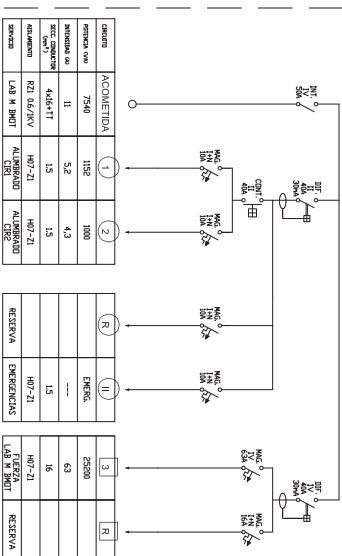 INT.
IV
50A
DIF.
II
40A
30mA
DIF.
IV
40A
30mA
CONT.
II
40A
MAG.
I+N
10A
MAG.
I+N
10A
MAG.
I+N
10A
MAG.
I+N
10A
MAG.
IV
63A
MAG.
I+N
16A
CIRCUITO ACOMETIDA 1 2 R II 3 R
POTENCIA (VA) 7540 1152 1000 EMERG. 25200
INTENSIDAD (A) 11 5,2 4,3 --- 63
SECC. CONDUCTOR (mm²) 4x16+TT 1.5 1.5 1.5 16
AISLAMIENTO RZ1 0.6/1KV H07-Z1 H07-Z1 H07-Z1 H07-Z1
SERVICIO LAB M BMDT ALUMBRADO CIR1 ALUMBRADO CIR2 RESERVA EMERGENCIAS FUERZA LAB M BMDT RESERVA